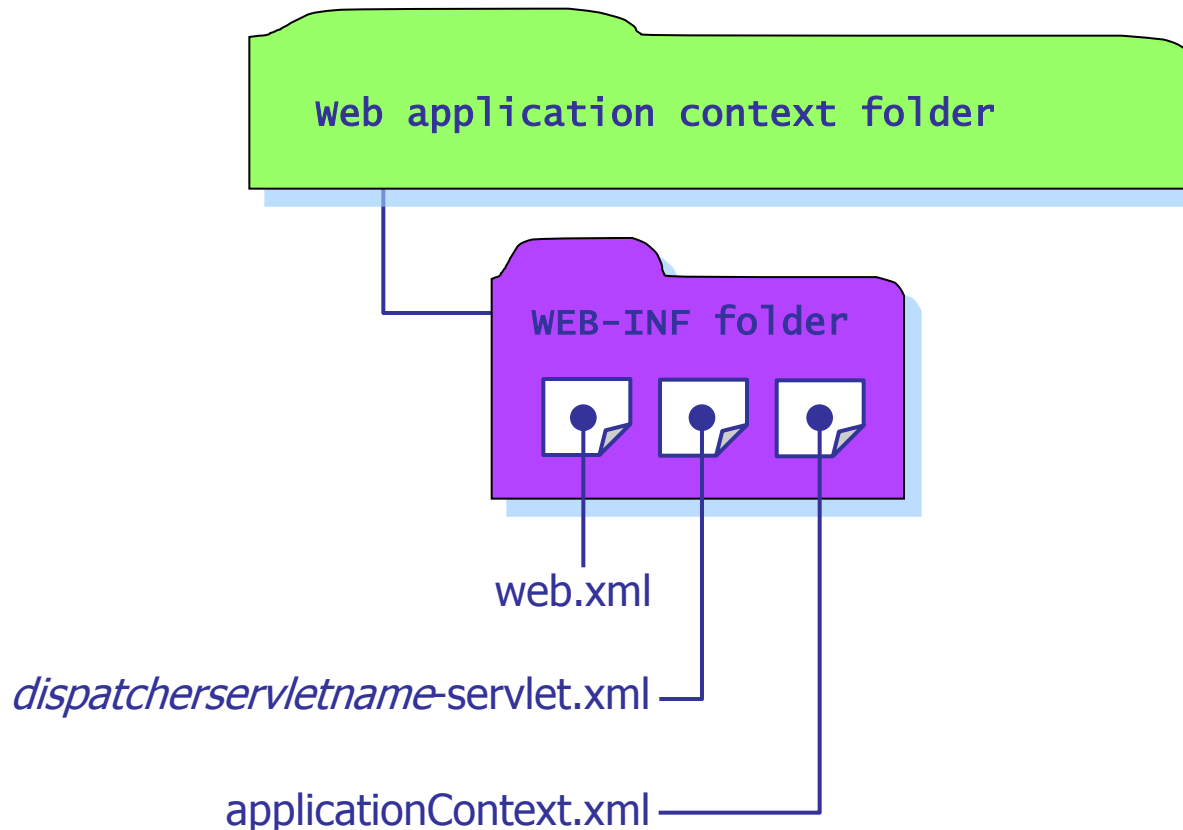 Web application context folder
WEB-INF folder
web.xml
dispatcherservletname-servlet.xml
applicationContext.xml